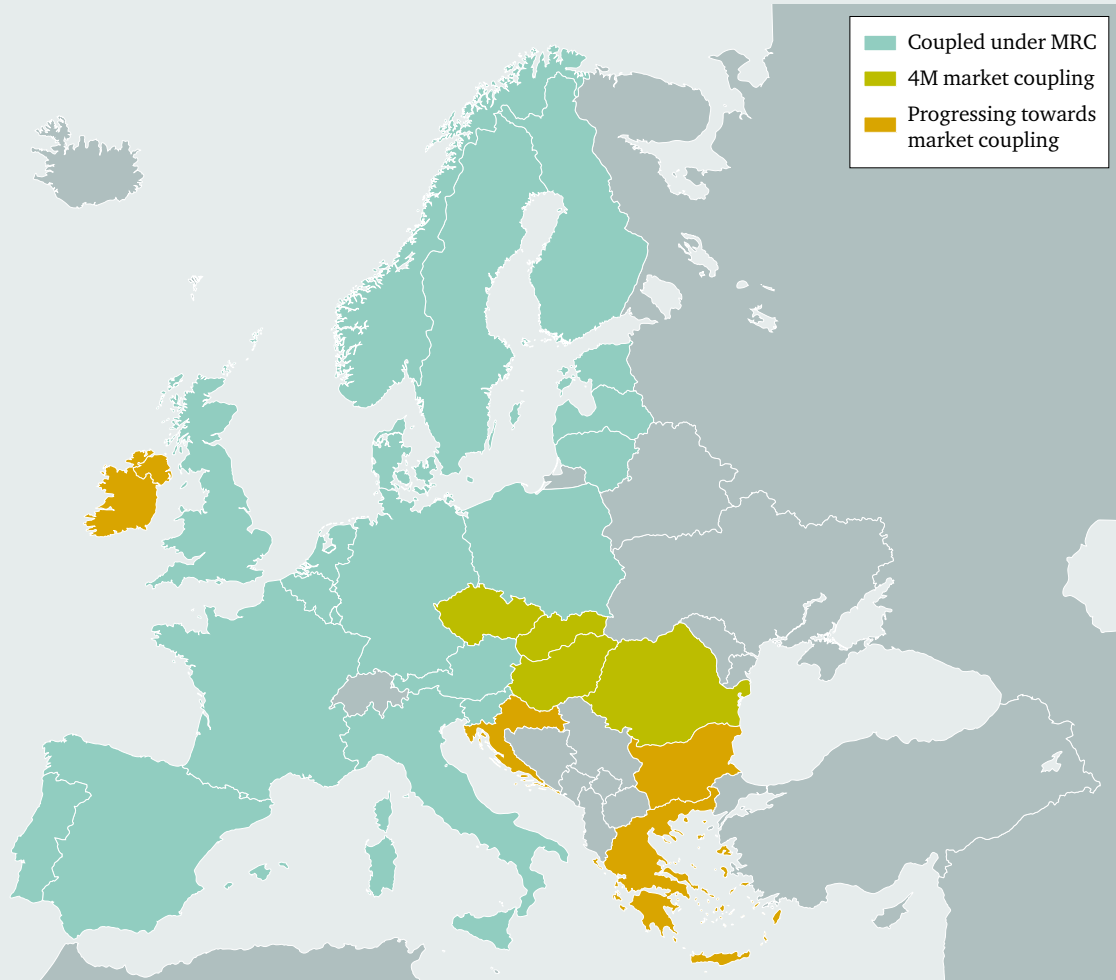 Coupled under MRC
4M market coupling
Progressing towards
market coupling